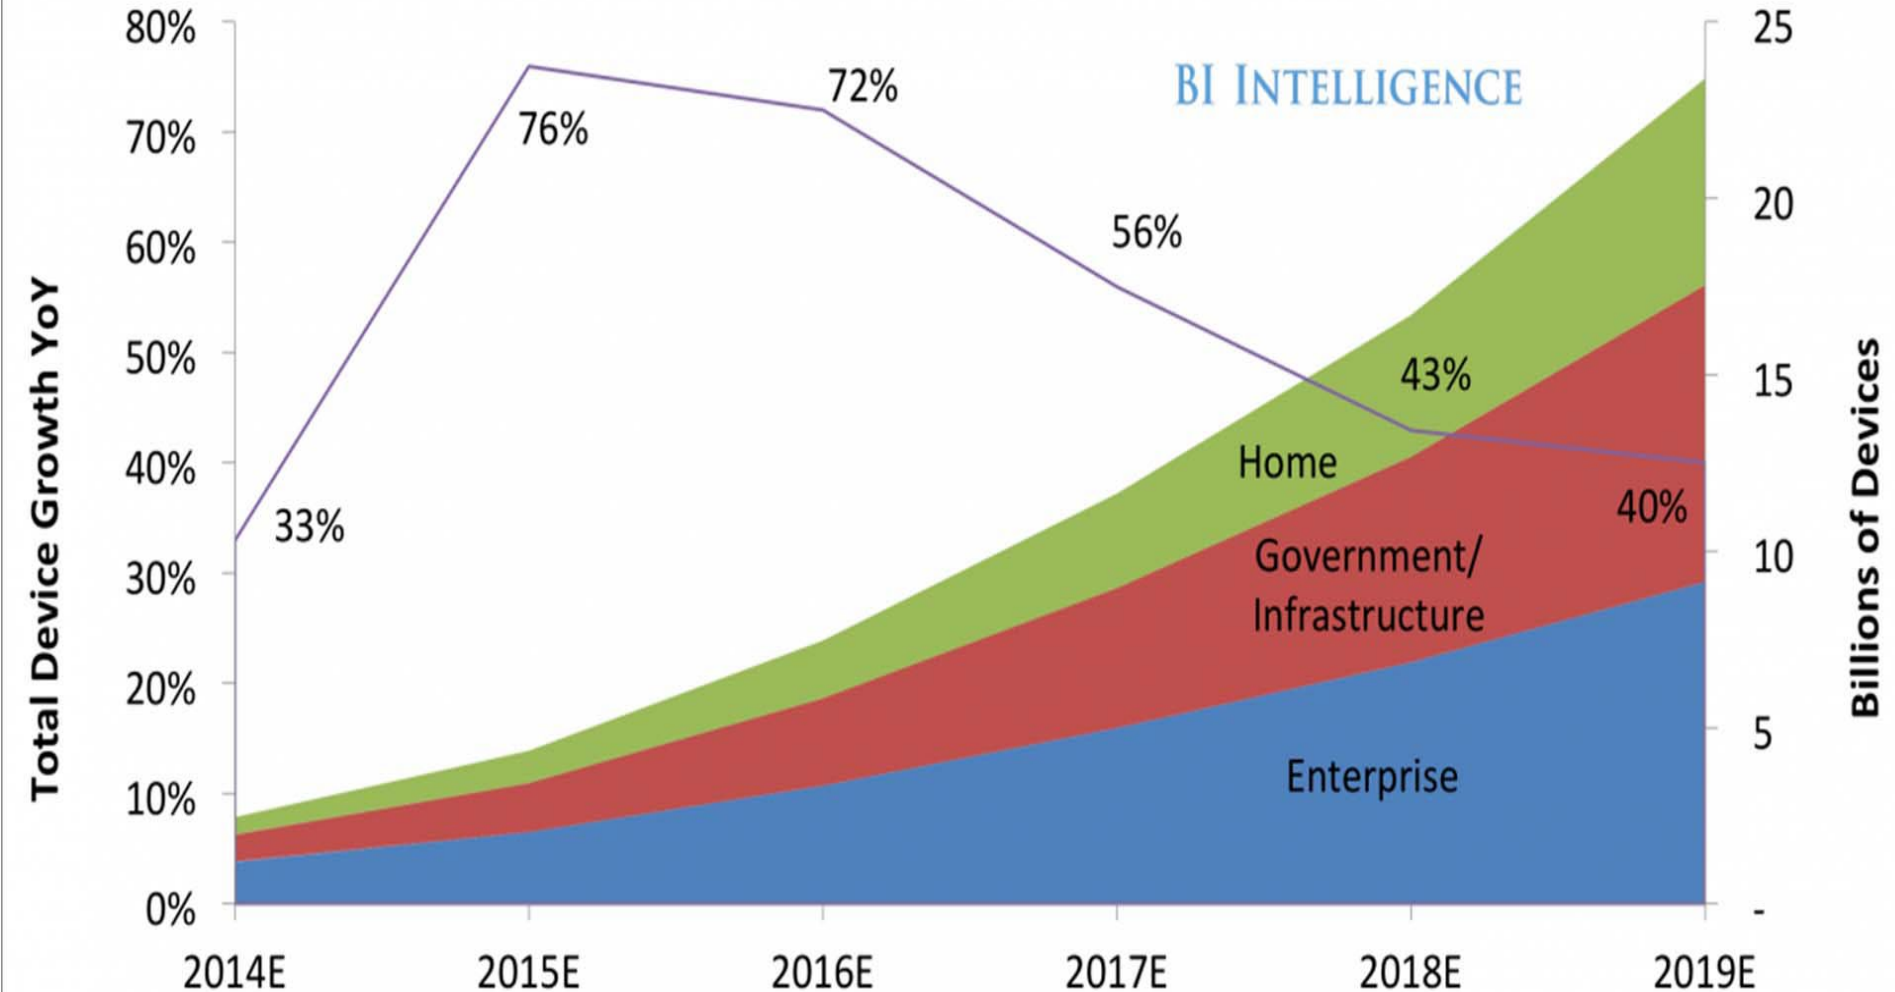 80%
70%
60%
50%
40%
30%
20%
10%
0%
Total Device Growth YoY
BI INTELLIGENCE
33%
76%
72%
56%
43%
40%
Home
Government/
Infrastructure
Enterprise
25
20
15
10
5
-
Billions of Devices
2014E 2015E 2016E 2017E 2018E 2019E